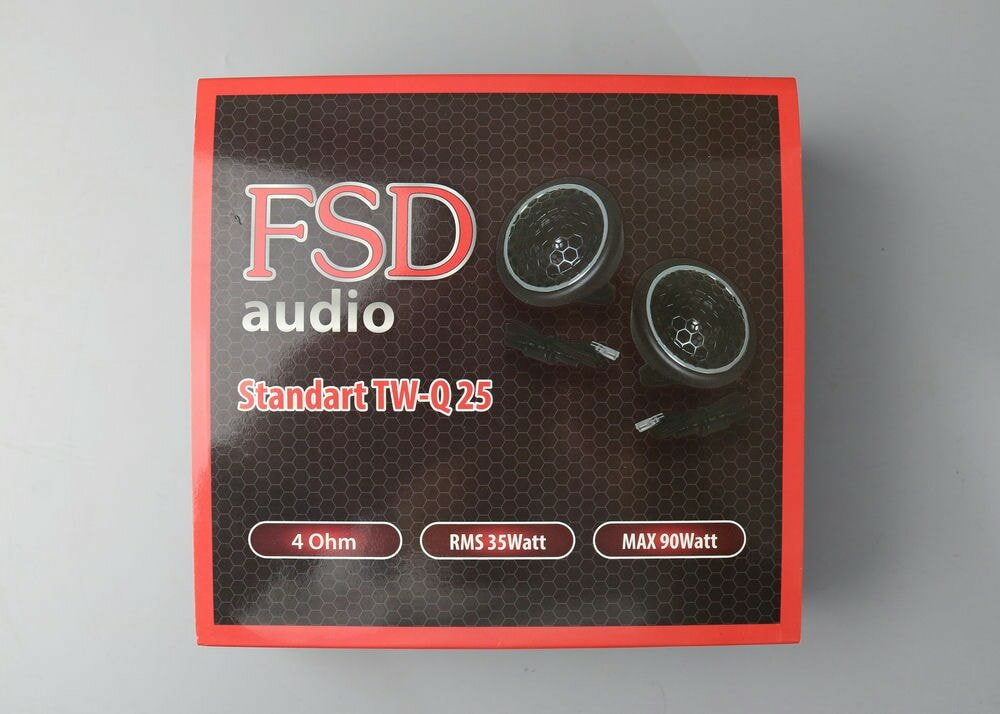 FSD
audio
Standart TW-Q 25
4 Ohm
RMS 35Watt
MAX 90Watt